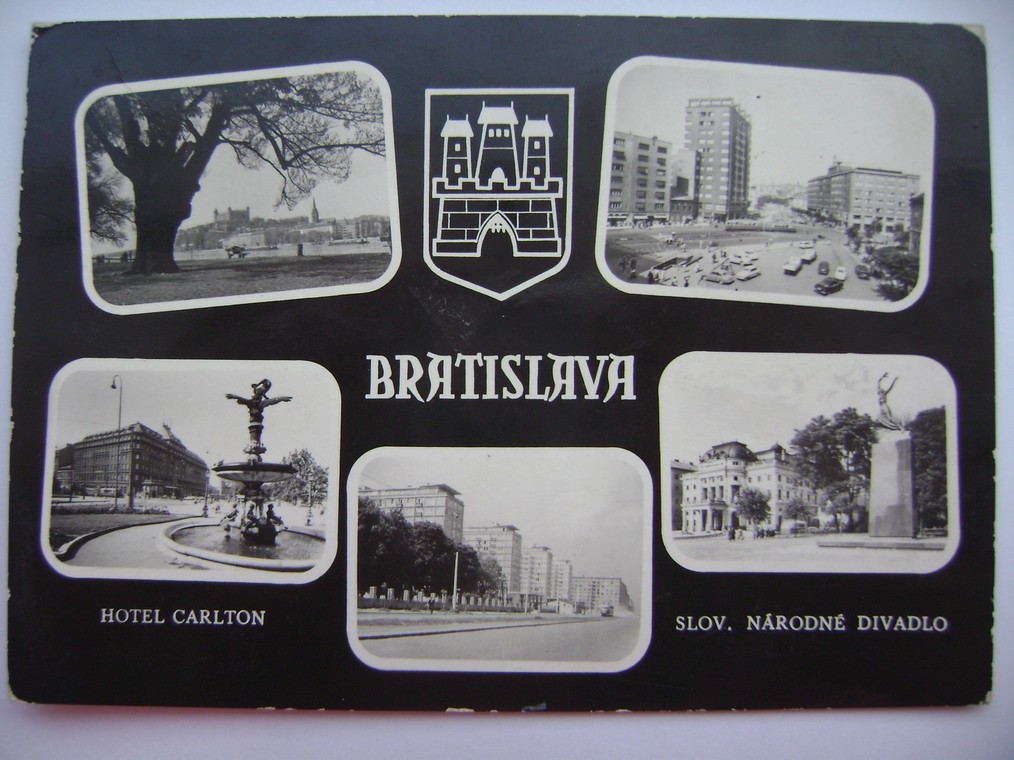 BRATISLAVA
HOTEL CARLTON
SLOV. NÁRODNÉ DIVADLO